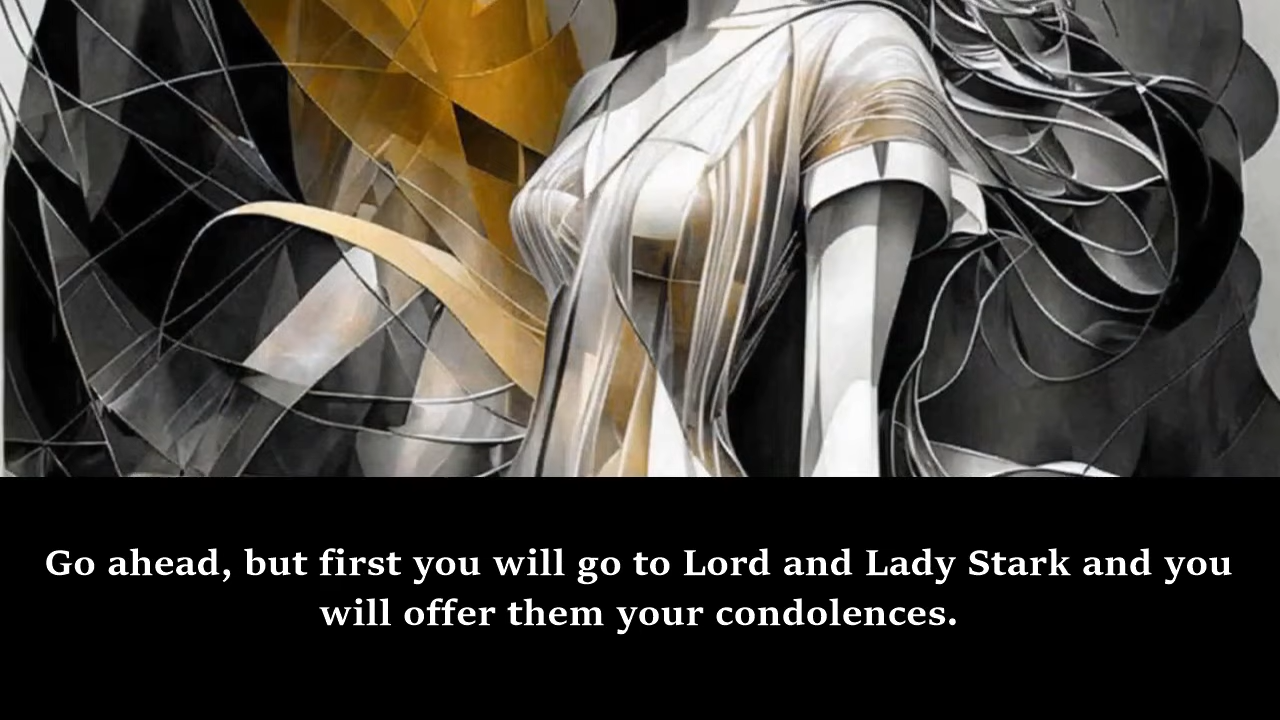 Go ahead, but first you will go to Lord and Lady Stark and you
will offer them your condolences.